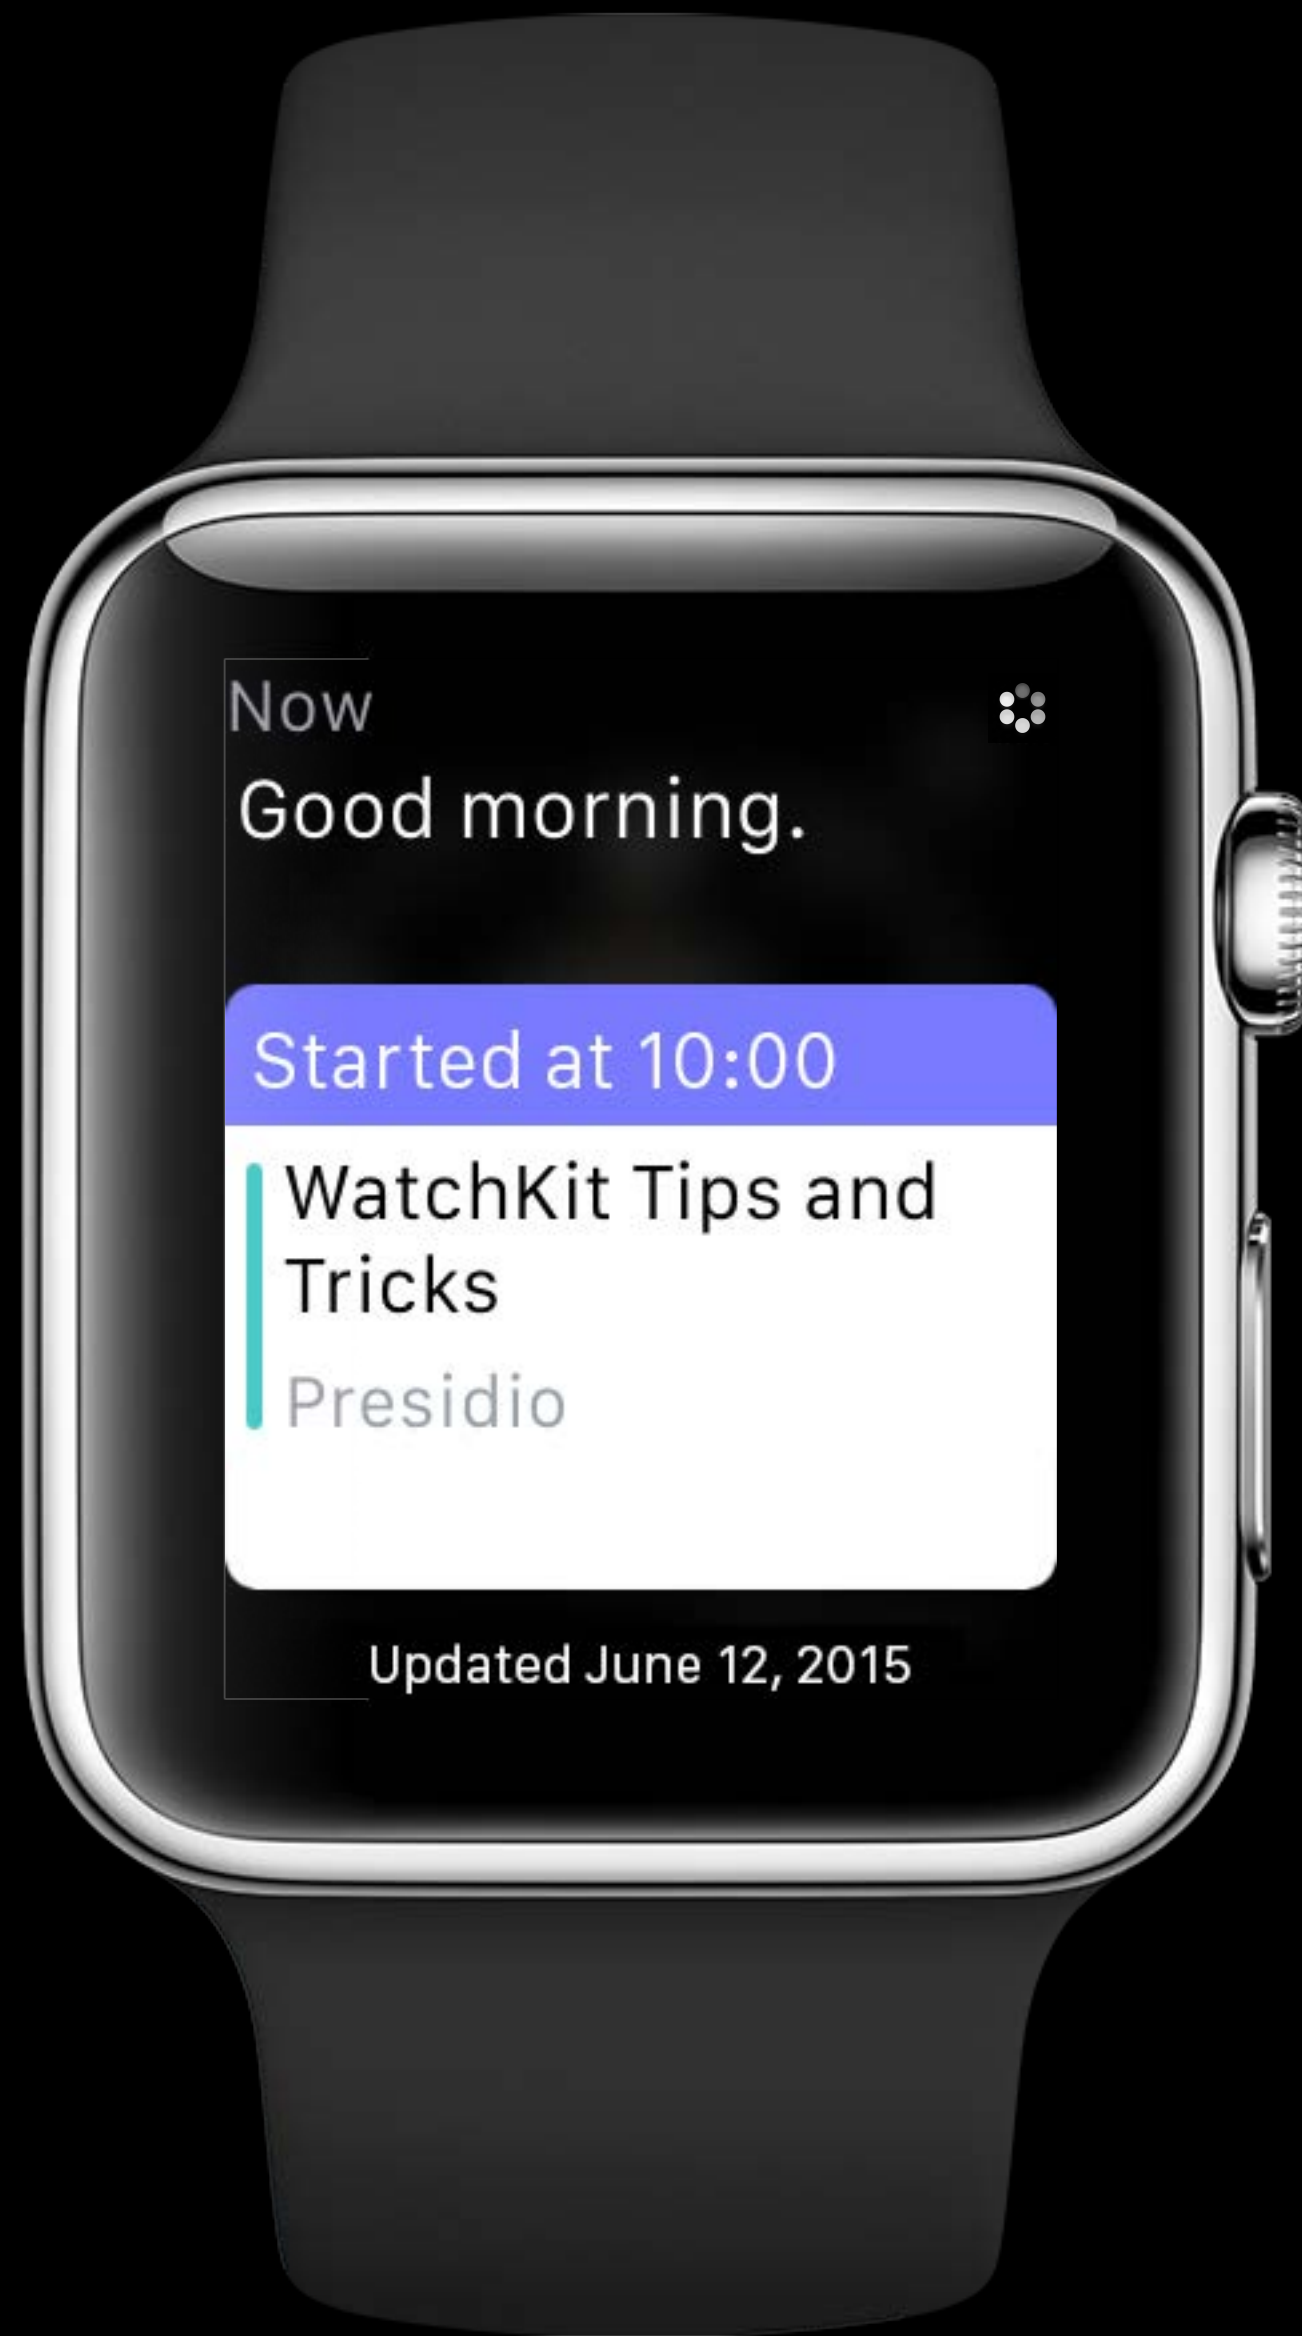 Now
Good morning.
Started at 10:00
WatchKit Tips and
Tricks
Presidio
Updated June 12, 2015